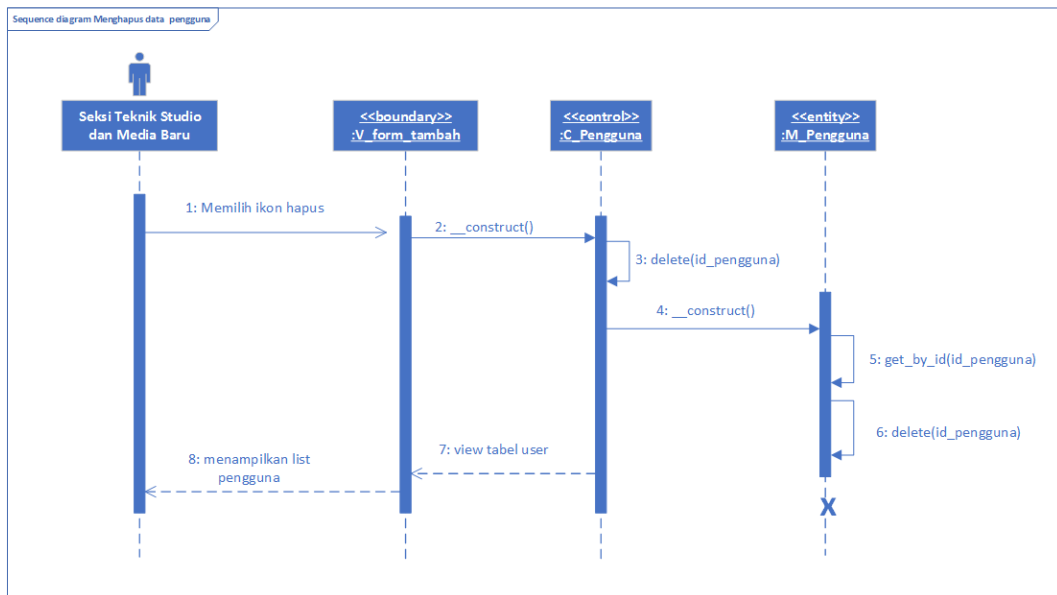 Sequence diagram Menghapus data pengguna
Seksi Teknik Studio
dan Media Baru
<<boundary>>
:V_form_tambah
<<control>>
:C_Pengguna
<<entity>>
:M_Pengguna
1: Memilih ikon hapus
2: __construct()
3: delete(id_pengguna)
4: __construct()
5: get_by_id(id_pengguna)
6: delete(id_pengguna)
7: view tabel user
8: menampilkan list
pengguna
X